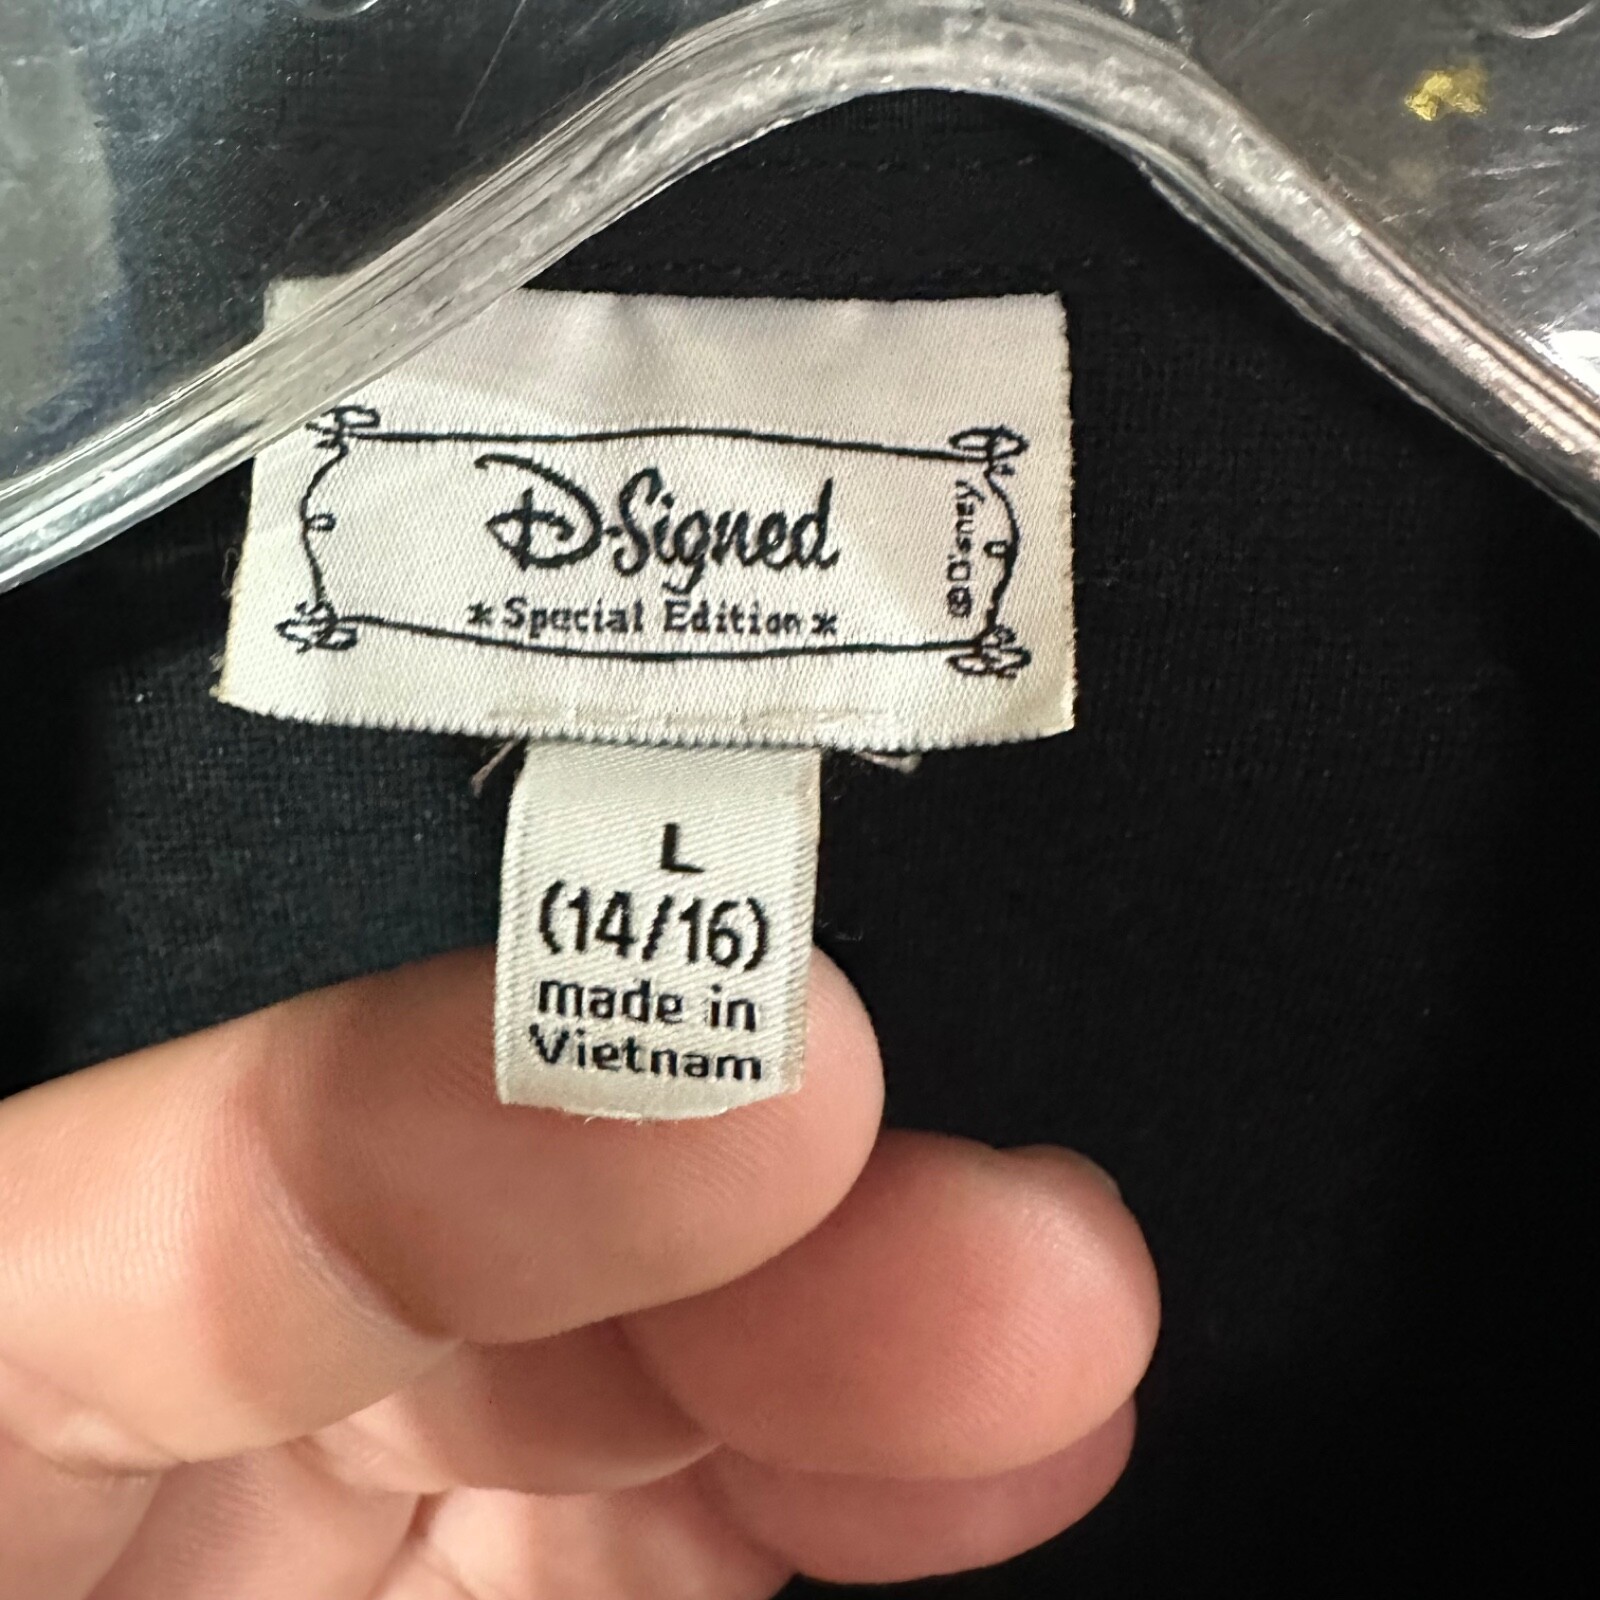 D-Signed
*Special Edition*
©Disney
L
(14/16)
made in
Vietnam